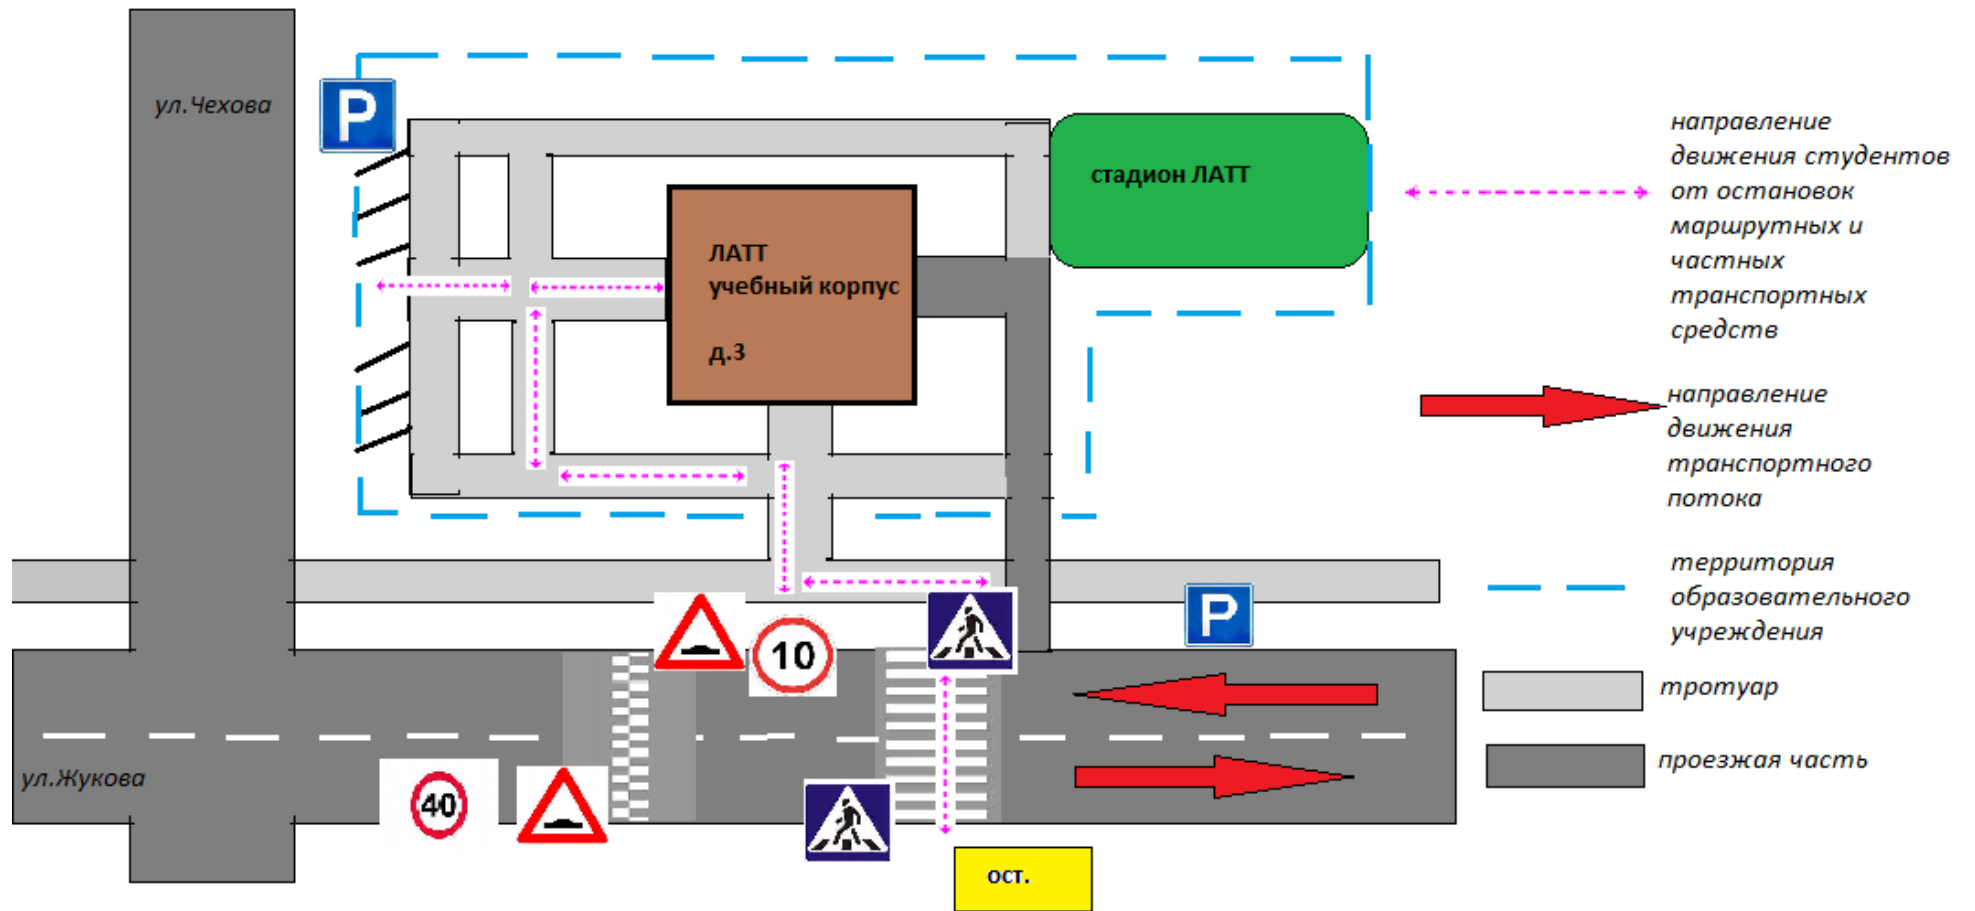 ул.Чехова
P
стадион ЛАТТ
ЛАТТ
учебный корпус
д.3
направление
движения студентов
от остановок
маршрутных и
частных
транспортных
средств
направление
движения
транспортного
потока
территория
образовательного
учреждения
тротуар
проезжая часть
P
10
ул.Жукова
40
ост.